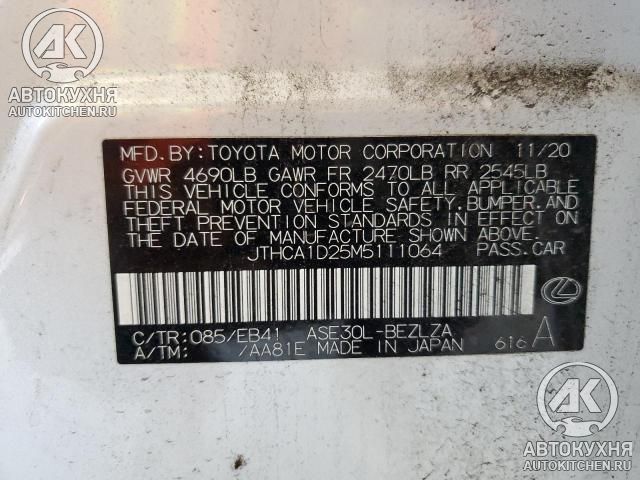 АВТОКУХНЯ
AUTOKITCHEN.RU
MFD. BY: TOYOTA MOTOR CORPORATION 11/20
GVWR 4690LB GAWR FR 2470LB RR 2545LB
THIS VEHICLE CONFORMS TO ALL APPLICABLE
FEDERAL MOTOR VEHICLE SAFETY.BUMPER.AND
THEFT PREVENTION STANDARDS IN EFFECT ON
THE DATE OF MANUFACTURE SHOWN ABOVE.
JTHCA1D25M5111064 PASS.CAR
C/TR: 085/EB41 ASE30L-BEZLZA
A/TM: /AA81E MADE IN JAPAN 616 A
АВТОКУХНЯ
AUTOKITCHEN.RU